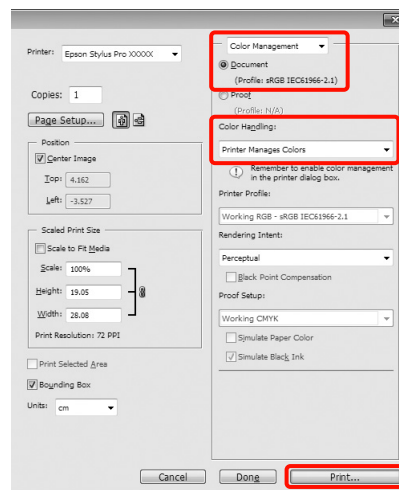 Printer: Epson Stylus Pro XXXXX
Copies: 1
Page Setup...
Position
Center Image
Top: 4.162
Left: -3.527
Scaled Print Size
Scale to Fit Media
Scale: 100%
Height: 19.05
Width: 28.08
Print Resolution: 72 PPI
Print Selected Area
Bounding Box
Units: cm
Color Management
Document
(Profile: sRGB IEC61966-2.1)
Proof
(Profile: N/A)
Color Handling:
Printer Manages Colors
Remember to enable color management
in the printer dialog box.
Printer Profile:
Working RGB - sRGB IEC61966-2.1
Rendering Intent:
Perceptual
Black Point Compensation
Proof Setup:
Working CMYK
Simulate Paper Color
Simulate Black Ink
Cancel
Done
Print...